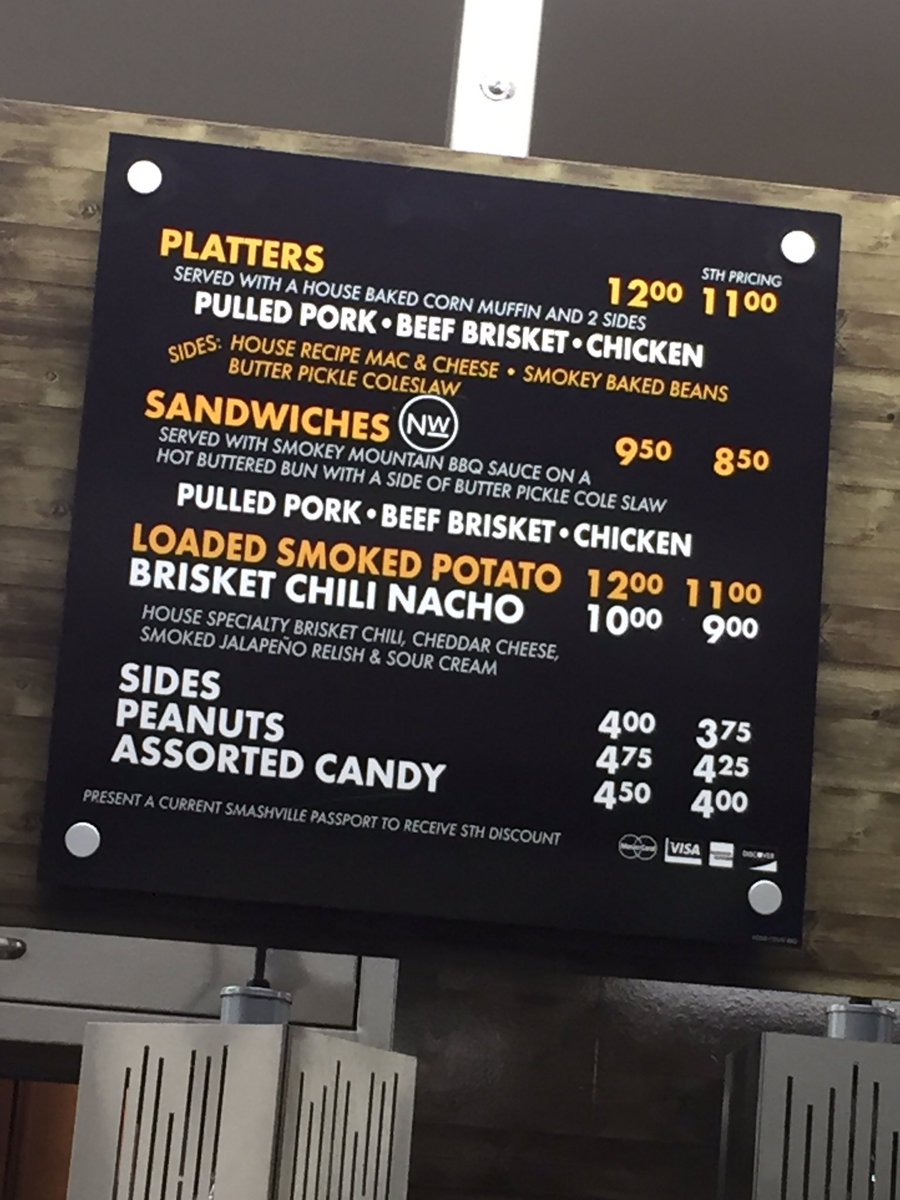 PLATTERS
STH PRICING
SERVED WITH A HOUSE BAKED CORN MUFFIN AND 2 SIDES 12⁰⁰ 11⁰⁰
PULLED PORK • BEEF BRISKET • CHICKEN
SIDES: HOUSE RECIPE MAC & CHEESE • SMOKEY BAKED BEANS
BUTTER PICKLE COLESLAW
SANDWICHES NW 9⁵⁰ 8⁵⁰
SERVED WITH SMOKEY MOUNTAIN BBQ SAUCE ON A
HOT BUTTERED BUN WITH A SIDE OF BUTTER PICKLE COLE SLAW
PULLED PORK • BEEF BRISKET • CHICKEN
LOADED SMOKED POTATO 12⁰⁰ 11⁰⁰
BRISKET CHILI NACHO 10⁰⁰ 9⁰⁰
HOUSE SPECIALTY BRISKET CHILI, CHEDDAR CHEESE,
SMOKED JALAPEÑO RELISH & SOUR CREAM
SIDES 4⁰⁰ 3⁷⁵
PEANUTS 4⁷⁵ 4²⁵
ASSORTED CANDY 4⁵⁰ 4⁰⁰
PRESENT A CURRENT SMASHVILLE PASSPORT TO RECEIVE STH DISCOUNT
MasterCard VISA DISCOVER